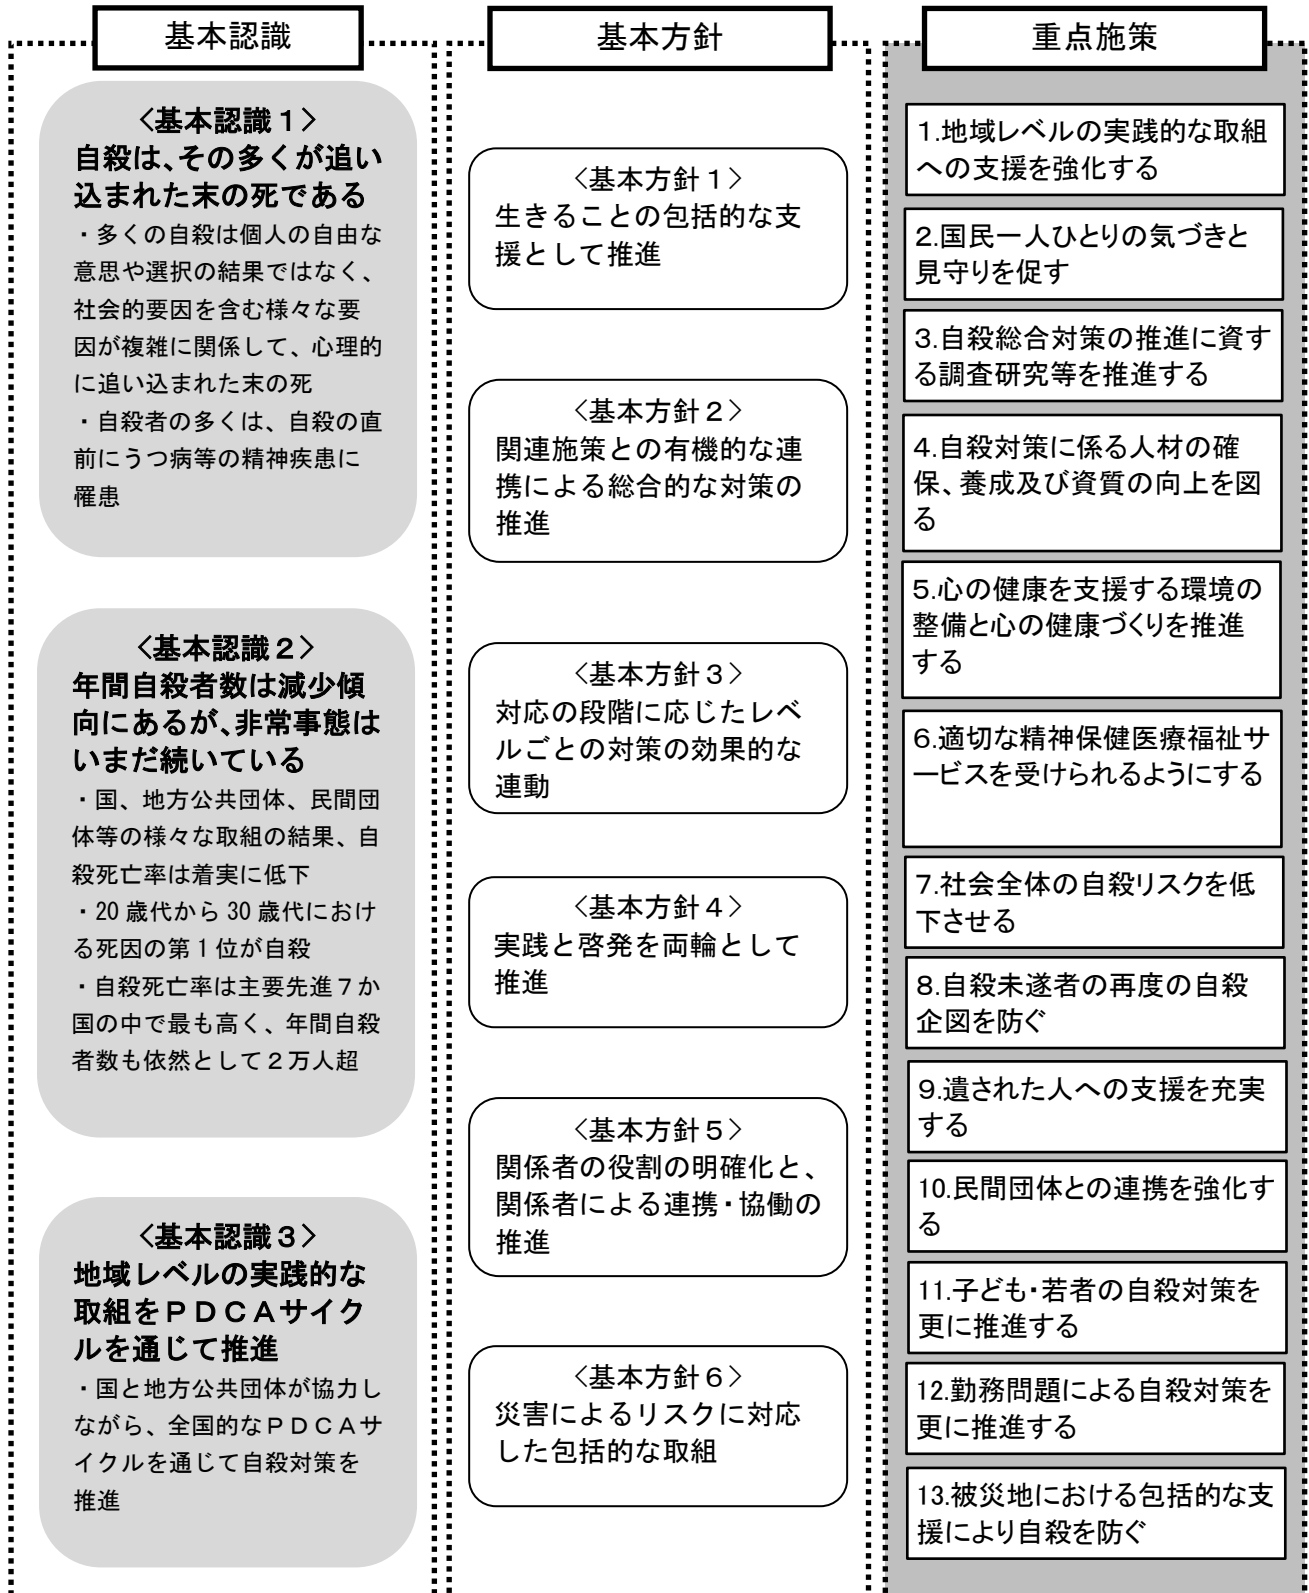 基本認識
<基本認識1>
自殺は、その多くが追い
込まれた末の死である
・多くの自殺は個人の自由な
意思や選択の結果ではなく、
社会的要因を含む様々な要
因が複雑に関係して、心理的
に追い込まれた末の死
・自殺者の多くは、自殺の直
前にうつ病等の精神疾患に
罹患
<基本認識2>
年間自殺者数は減少傾
向にあるが、非常事態は
いまだ続いている
・国、地方公共団体、民間団
体等の様々な取組の結果、自
殺死亡率は着実に低下
・20歳代から30歳代におけ
る死因の第1位が自殺
・自殺死亡率は主要先進7か
国の中で最も高く、年間自殺
者数も依然として2万人超
<基本認識3>
地域レベルの実践的な
取組をPDCAサイク
ルを通じて推進
・国と地方公共団体が協力し
ながら、全国的なPDCAサ
イクルを通じて自殺対策を
推進
基本方針
<基本方針1>
生きることの包括的な支
援として推進
<基本方針2>
関連施策との有機的な連
携による総合的な対策の
推進
<基本方針3>
対応の段階に応じたレベ
ルごとの対策の効果的な
連動
<基本方針4>
実践と啓発を両輪として
推進
<基本方針5>
関係者の役割の明確化と、
関係者による連携・協働の
推進
<基本方針6>
災害によるリスクに対応
した包括的な取組
重点施策
1.地域レベルの実践的な取組
への支援を強化する
2.国民一人ひとりの気づきと
見守りを促す
3.自殺総合対策の推進に資す
る調査研究等を推進する
4.自殺対策に係る人材の確
保、養成及び資質の向上を図
る
5.心の健康を支援する環境の
整備と心の健康づくりを推進
する
6.適切な精神保健医療福祉サ
ービスを受けられるようにする
7.社会全体の自殺リスクを低
下させる
8.自殺未遂者の再度の自殺
企図を防ぐ
9.遺された人への支援を充実
する
10.民間団体との連携を強化す
る
11.子ども・若者の自殺対策を
更に推進する
12.勤務問題による自殺対策を
更に推進する
13.被災地における包括的な支
援により自殺を防ぐ